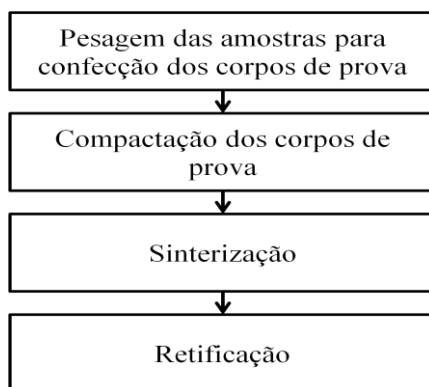 Pesagem das amostras para
confecção dos corpos de prova
Compactação dos corpos de
prova
Sinterização
Retificação